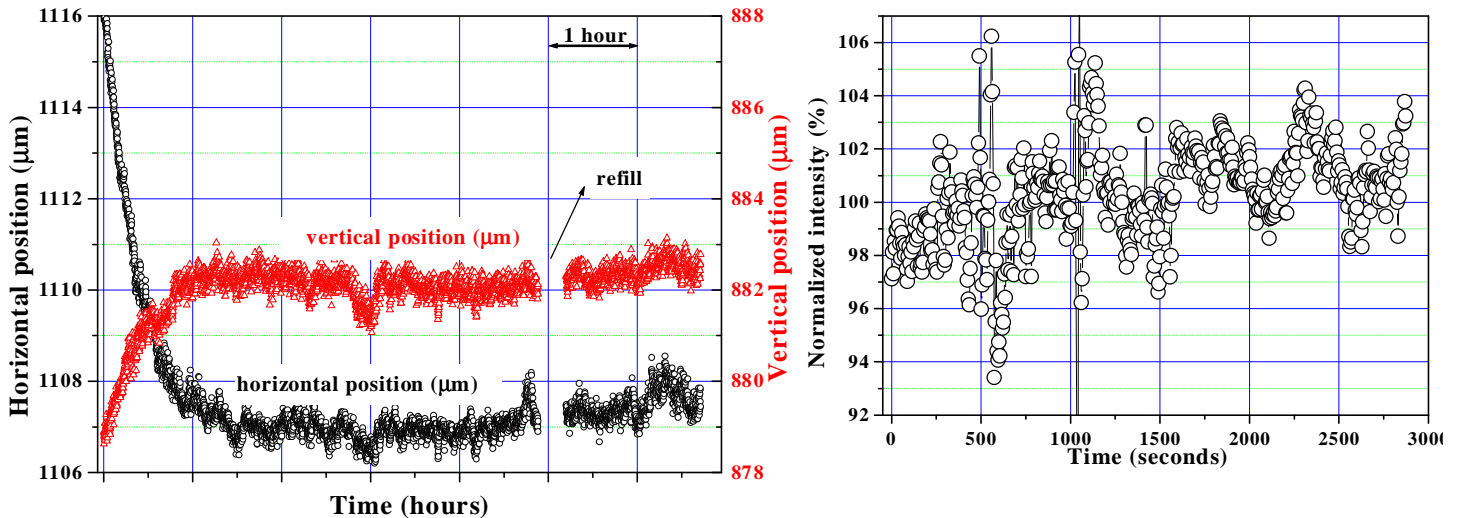 1116
1114
1112
1110
1108
1106
Horizontal position (μm)
888
886
884
882
880
878
Vertical position (μm)
1 hour
refill
vertical position (μm)
horizontal position (μm)
Time (hours)
106
104
102
100
98
96
94
92
Normalized intensity (%)
0 500 1000 1500 2000 2500 3000
Time (seconds)